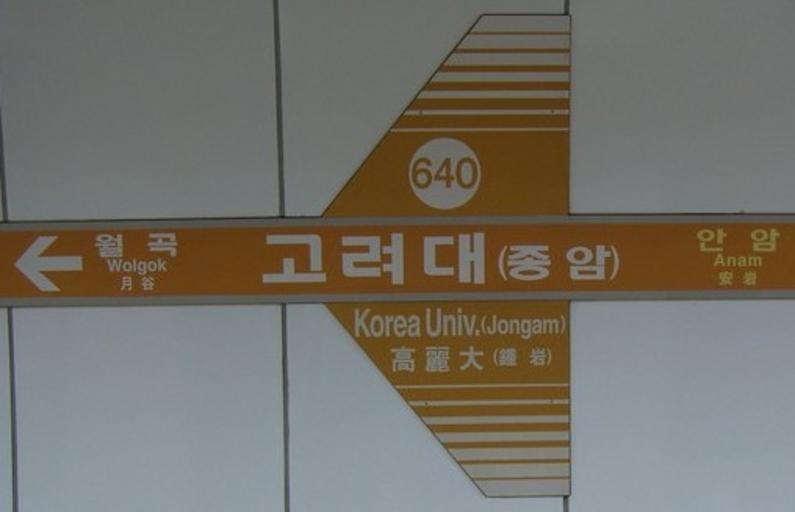 640
월곡
Wolgok
月谷
고려대(종암)
안암
Anam
安岩
Korea Univ.(Jongam)
高麗大(鍾岩)